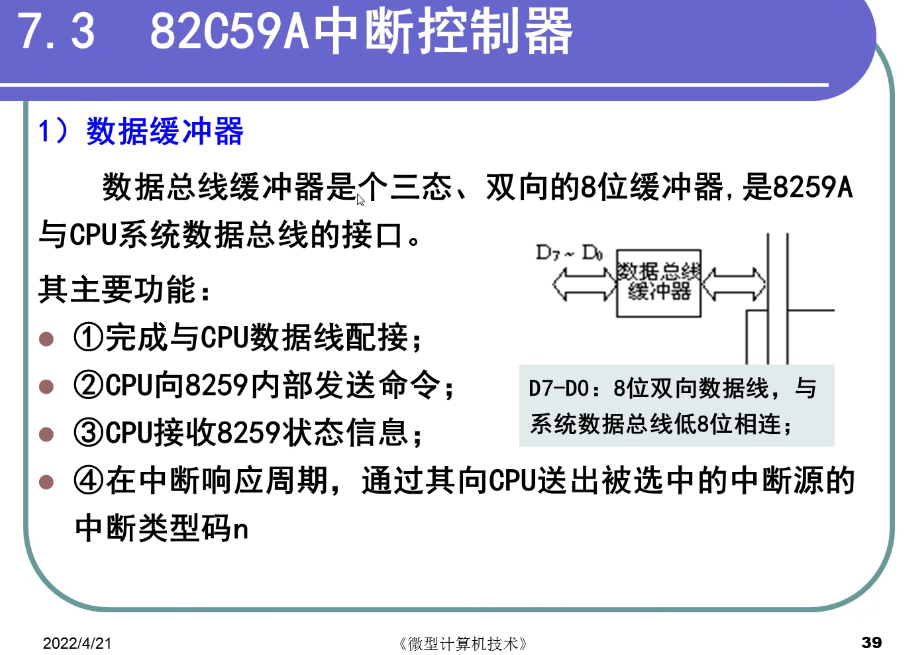 7.3 82C59A中断控制器
1）数据缓冲器
数据总线缓冲器是个三态、双向的8位缓冲器,是8259A
与CPU系统数据总线的接口。
其主要功能：
①完成与CPU数据线配接；
②CPU向8259内部发送命令；
③CPU接收8259状态信息；
④在中断响应周期，通过其向CPU送出被选中的中断源的
中断类型码n
D₇~ D₀
数据总线
缓冲器
D7-D0：8位双向数据线，与
系统数据总线低8位相连；
2022/4/21
《微型计算机技术》
39